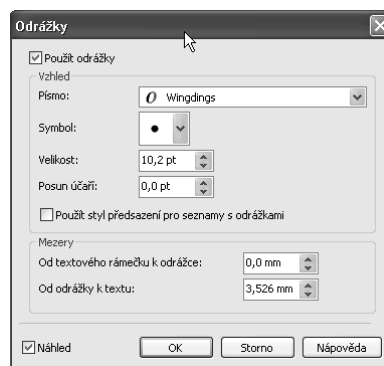 Odrážky
Použít odrážky
Vzhled
Písmo: O Wingdings
Symbol: •
Velikost: 10,2 pt
Posun účaří: 0,0 pt
Použít styl předsazení pro seznamy s odrážkami
Mezery
Od textového rámečku k odrážce: 0,0 mm
Od odrážky k textu: 3,526 mm
Náhled OK Storno Nápověda